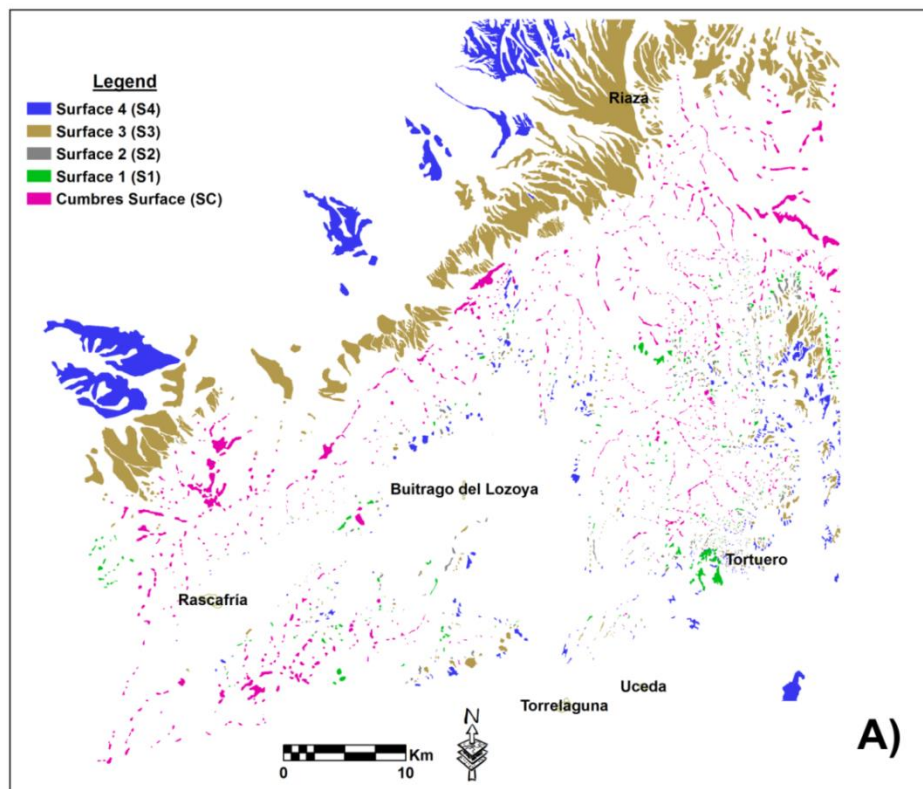 Legend
Surface 4 (S4)
Surface 3 (S3)
Surface 2 (S2)
Surface 1 (S1)
Cumbres Surface (SC)
Riaza
Buitrago del Lozoya
Tortuero
Rascafría
Uceda
Torrelaguna
N
Km
0 10
A)